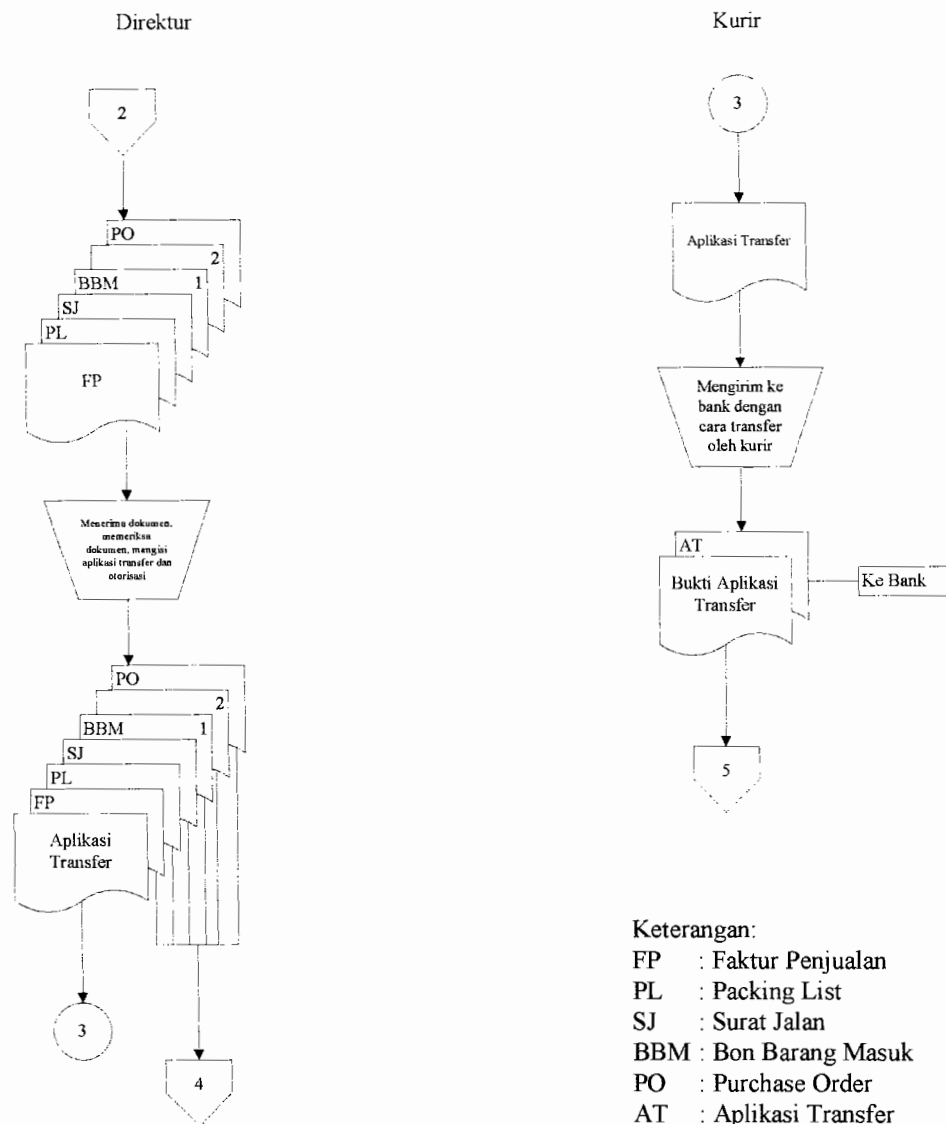 Direktur
2
PO
2
BBM 1
SJ
PL
FP
Menerima dokumen,
memeriksa
dokumen, mengisi
aplikasi transfer dan
otorisasi
PO
2
BBM 1
SJ
PL
FP
Aplikasi
Transfer
3
4
Kurir
3
Aplikasi Transfer
Mengirim ke
bank dengan
cara transfer
oleh kurir
AT
Bukti Aplikasi
Transfer
Ke Bank
5
Keterangan:
FP : Faktur Penjualan
PL : Packing List
SJ : Surat Jalan
BBM : Bon Barang Masuk
PO : Purchase Order
AT : Aplikasi Transfer